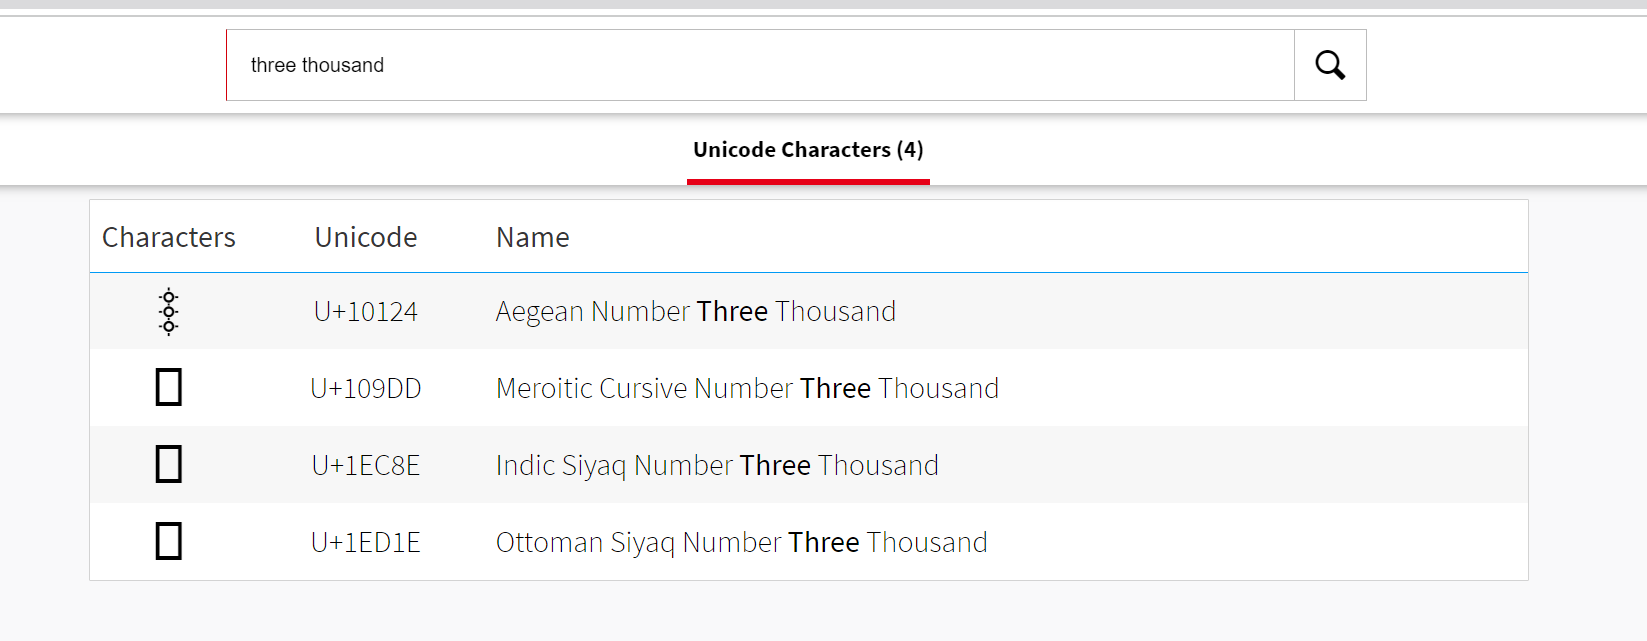 three thousand
Unicode Characters (4)
Characters Unicode Name
𐄤 U+10124 Aegean Number Three Thousand
U+109DD Meroitic Cursive Number Three Thousand
U+1EC8E Indic Siyaq Number Three Thousand
U+1ED1E Ottoman Siyaq Number Three Thousand